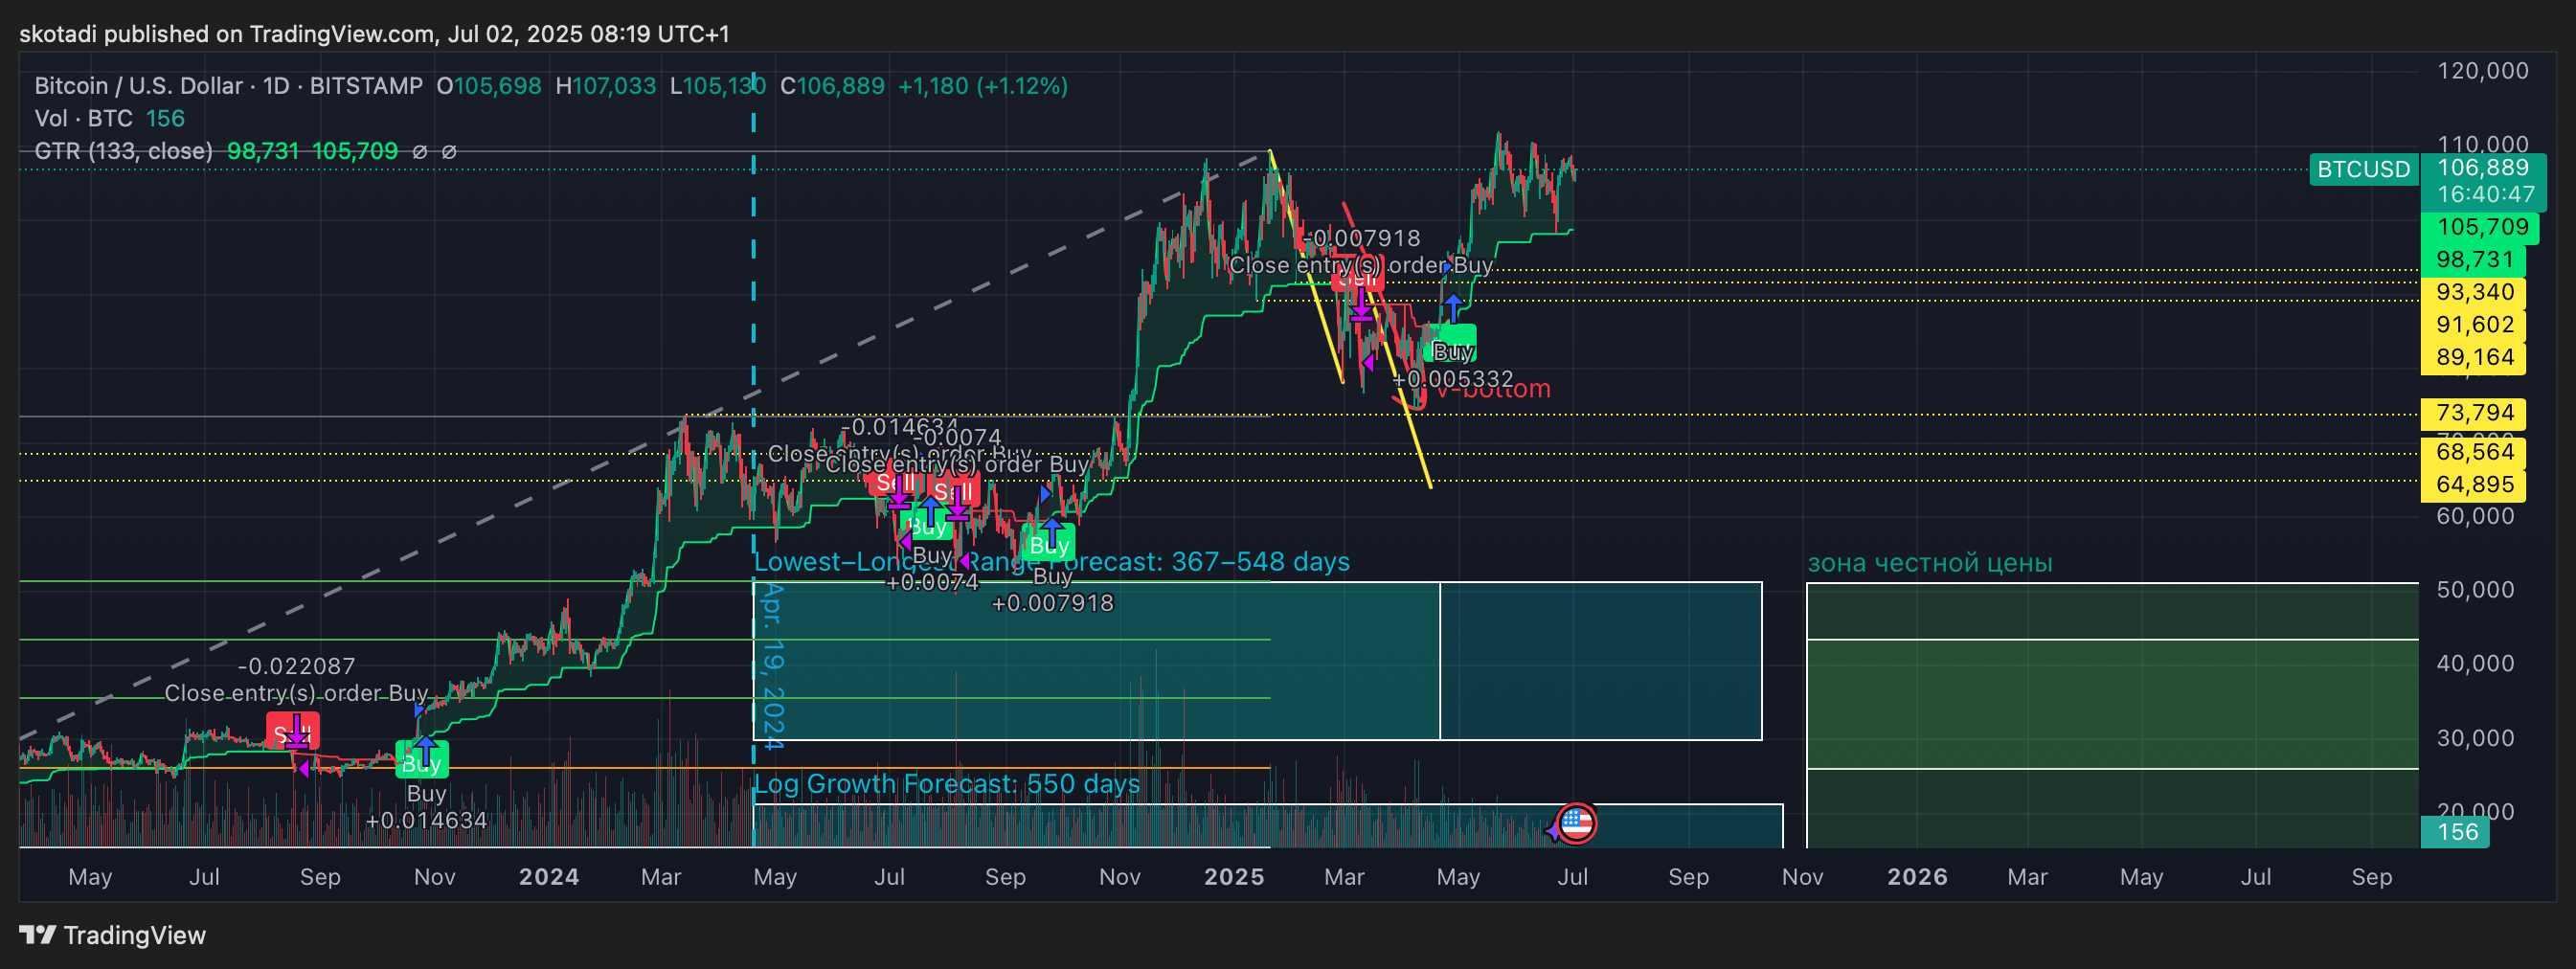 skotadi published on TradingView.com, Jul 02, 2025 08:19 UTC+1
Bitcoin / U.S. Dollar · 1D · BITSTAMP O105,698 H107,033 L105,130 C106,889 +1,180 (+1.12%)
Vol · BTC 156
GTR (133, close) 98,731 105,709 ∅ ∅
120,000
110,000
BTCUSD 106,889
16:40:47
105,709
98,731
93,340
91,602
89,164
73,794
68,564
64,895
60,000
50,000
40,000
30,000
20,000
156
-0.007918
Close entry(s) order Buy
Sell
Buy
+0.005332
V-bottom
-0.014634
-0.0074
Close entry(s) order Buy
Close entry(s) order Buy
Sell
Sell
Buy
Buy
Buy
+0.0074
Buy
+0.007918
Lowest–Longest Range Forecast: 367–548 days
зона честной цены
Apr. 19, 2024
-0.022087
Close entry(s) order Buy
Sell
Buy
Buy
+0.014634
Log Growth Forecast: 550 days
May Jul Sep Nov 2024 Mar May Jul Sep Nov 2025 Mar May Jul Sep Nov 2026 Mar May Jul Sep
TradingView